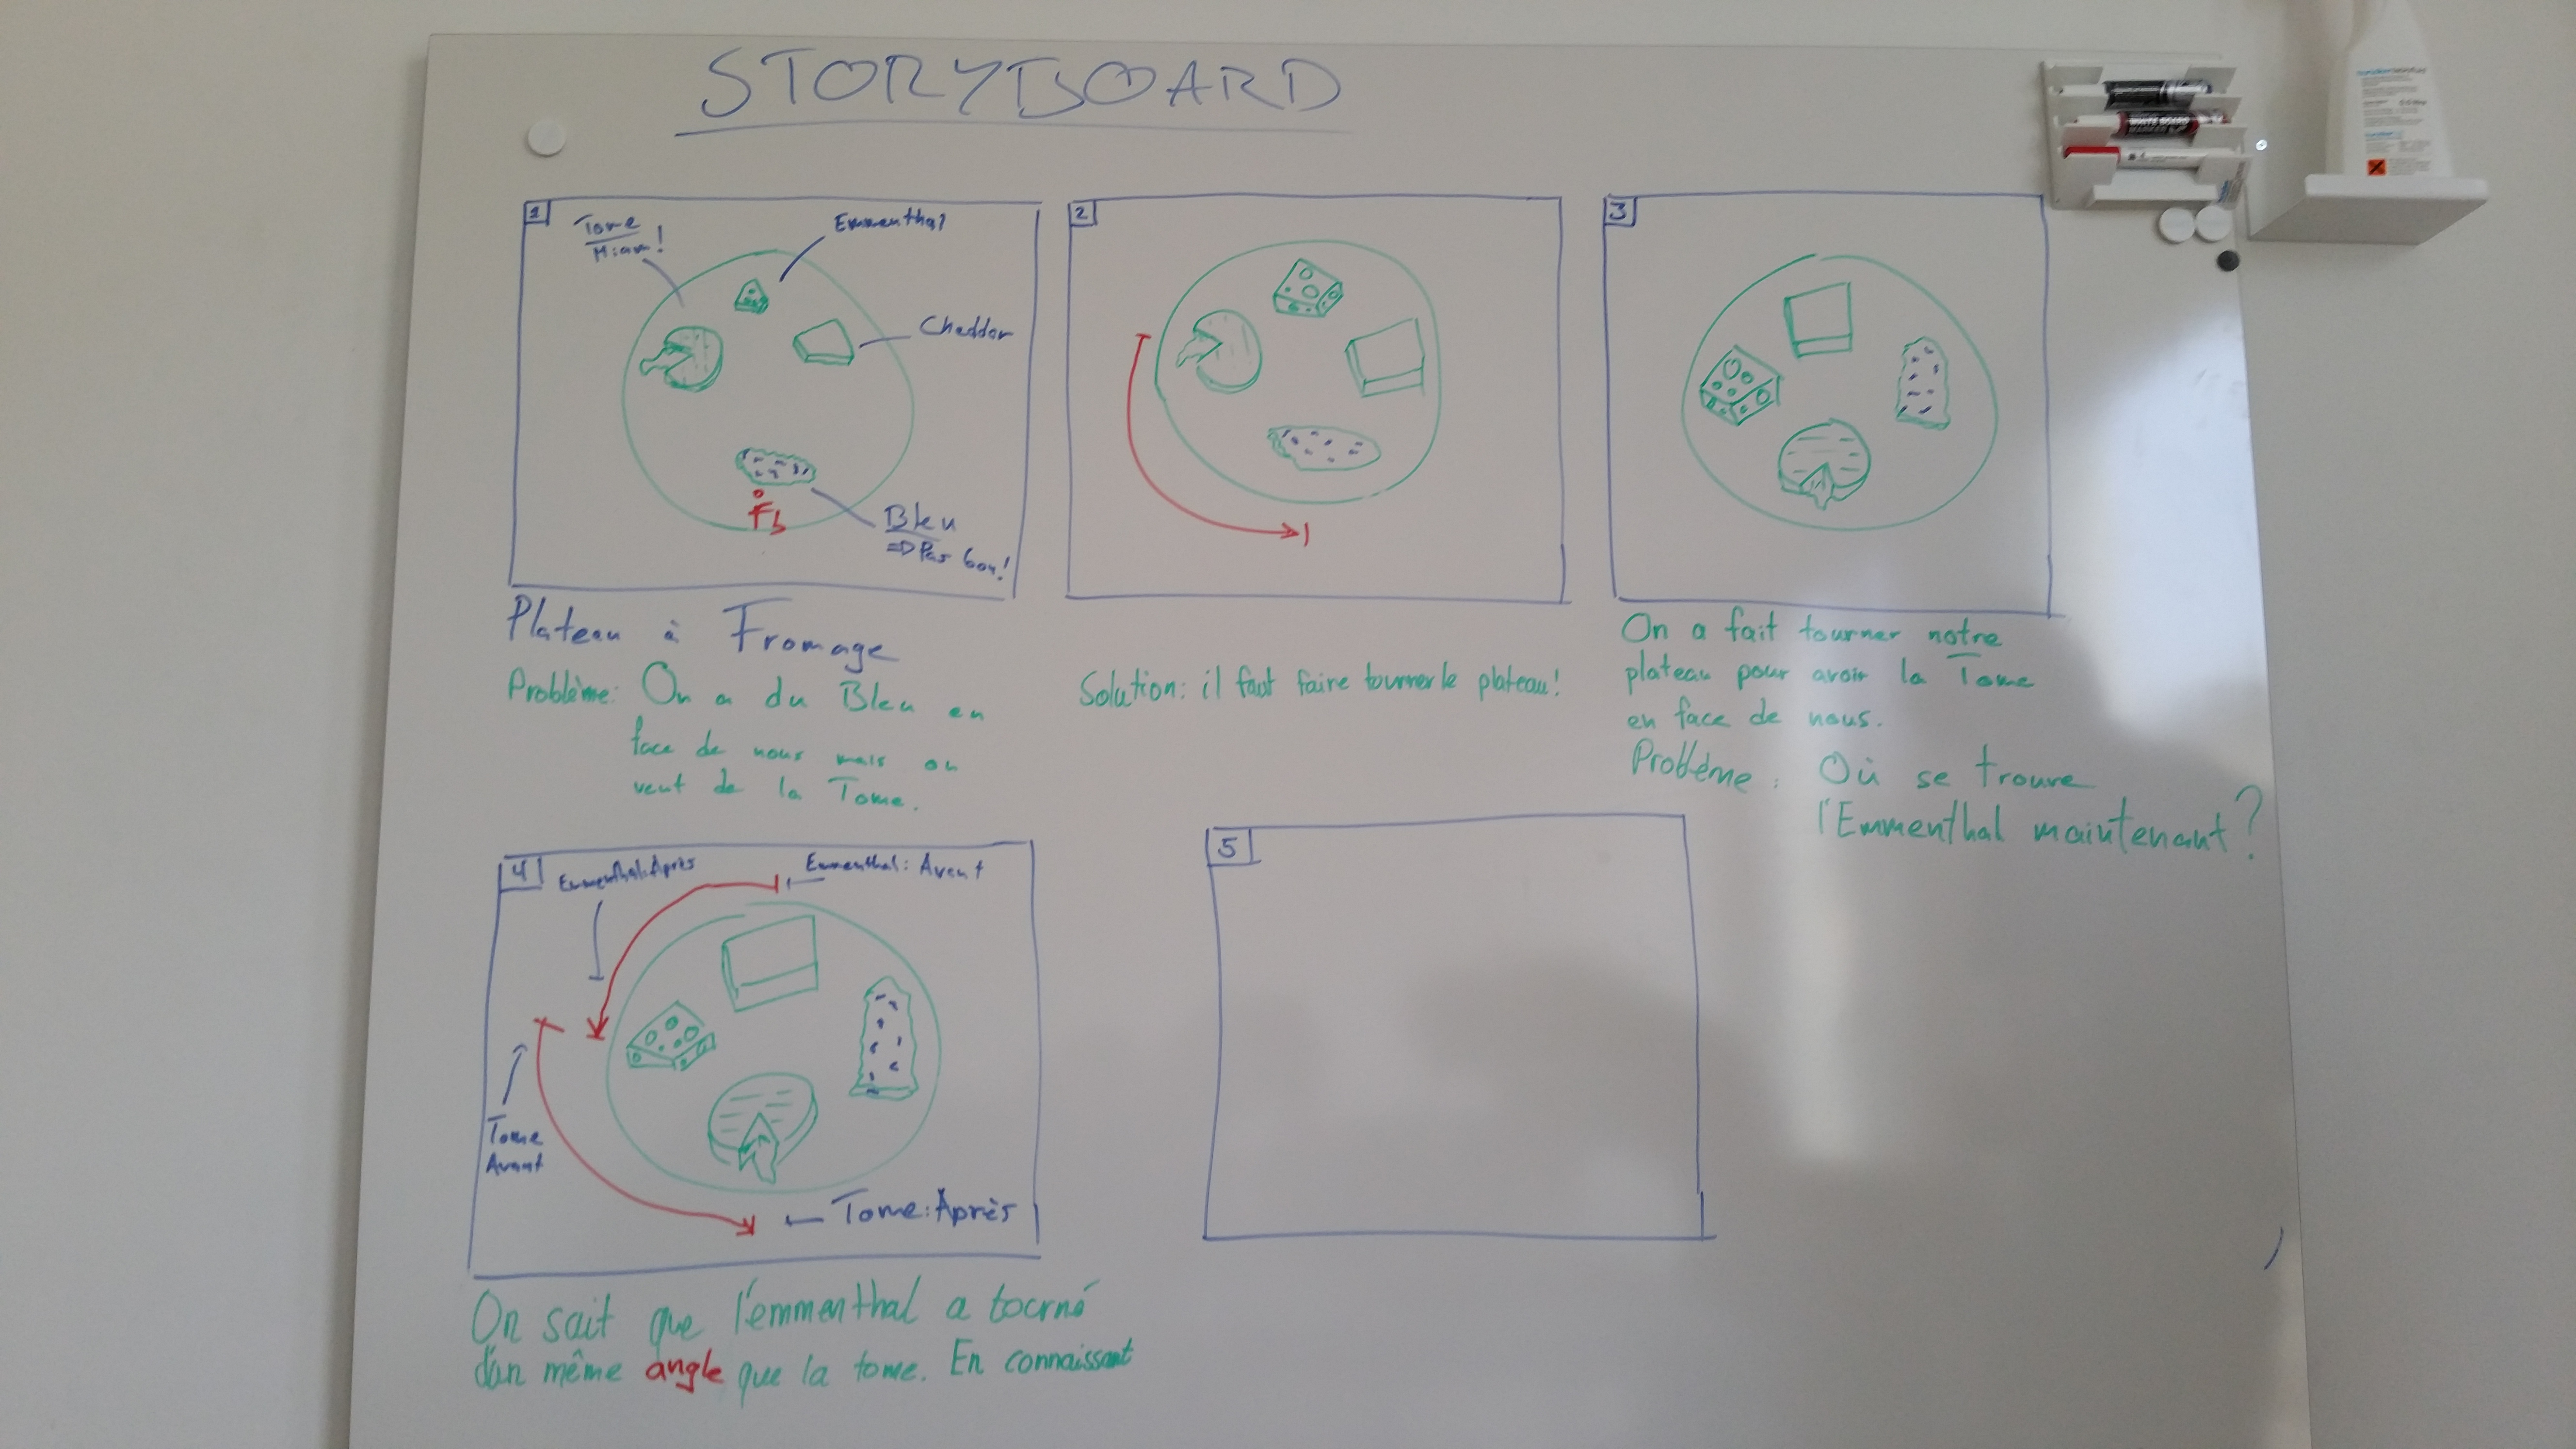 STORYBOARD
1
Tome
Miam!
Emmenthal
Cheddar
Bleu
=> Pas bon!
Plateau à Fromage
Problème: On a du Bleu en
face de nous mais on
veut de la Tome.
2
Solution: il faut faire tourner le plateau!
3
On a fait tourner notre
plateau pour avoir la Tome
en face de nous.
Problème: Où se trouve
l'Emmenthal maintenant?
4
Emmenthal: Après
Emmenthal: Avant
Tome
Avant
Tome: Après
On sait que l'emmenthal a tourné
d'un même angle que la tome. En connaissant
5
WHITE BOARD